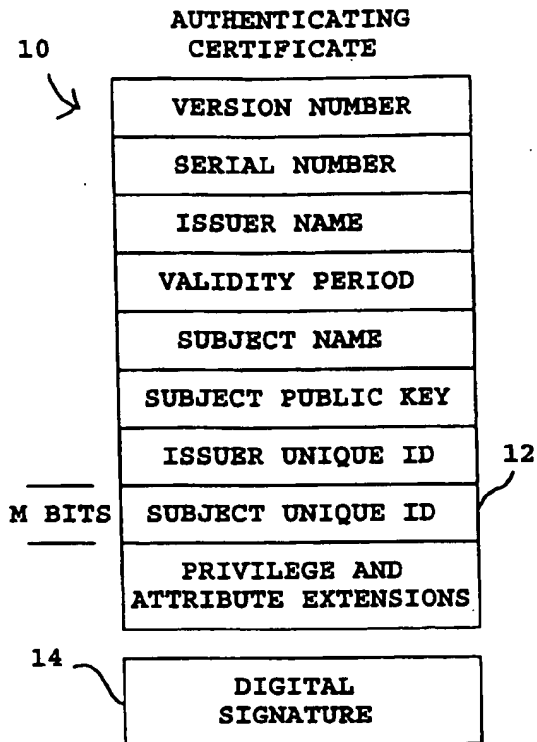 AUTHENTICATING
CERTIFICATE
10
VERSION NUMBER
SERIAL NUMBER
ISSUER NAME
VALIDITY PERIOD
SUBJECT NAME
SUBJECT PUBLIC KEY
ISSUER UNIQUE ID
12
M BITS
SUBJECT UNIQUE ID
PRIVILEGE AND
ATTRIBUTE EXTENSIONS
14
DIGITAL
SIGNATURE